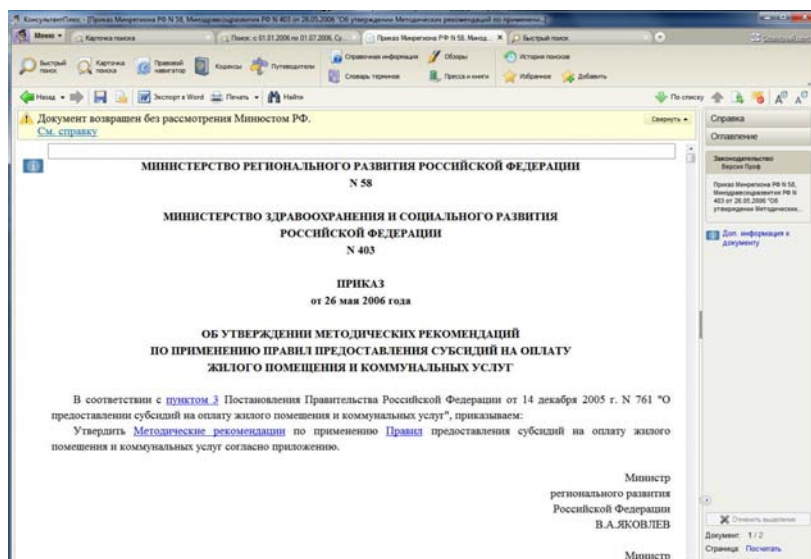 КонсультантПлюс - [Приказ Минрегиона РФ N 58, Минздравсоцразвития РФ N 403 от 26.05.2006 "Об утверждении Методических рекомендаций по применени...]
Меню
Карточка поиска
Поиск: с 01.01.2006 по 01.07.2006, Су...
Приказ Минрегиона РФ N 58, Минзд...
Быстрый поиск
Быстрый поиск
Карточка поиска
Правовой навигатор
Кодексы
Путеводители
Справочная информация
Словарь терминов
Обзоры
Пресса и книги
История поисков
Избранное
Добавить
Назад
Экспорт в Word
Печать
Найти
По списку
Документ возвращен без рассмотрения Минюстом РФ.
Свернуть
См. справку
МИНИСТЕРСТВО РЕГИОНАЛЬНОГО РАЗВИТИЯ РОССИЙСКОЙ ФЕДЕРАЦИИ
N 58
МИНИСТЕРСТВО ЗДРАВООХРАНЕНИЯ И СОЦИАЛЬНОГО РАЗВИТИЯ
РОССИЙСКОЙ ФЕДЕРАЦИИ
N 403
ПРИКАЗ
от 26 мая 2006 года
ОБ УТВЕРЖДЕНИИ МЕТОДИЧЕСКИХ РЕКОМЕНДАЦИЙ
ПО ПРИМЕНЕНИЮ ПРАВИЛ ПРЕДОСТАВЛЕНИЯ СУБСИДИЙ НА ОПЛАТУ
ЖИЛОГО ПОМЕЩЕНИЯ И КОММУНАЛЬНЫХ УСЛУГ
В соответствии с пунктом 3 Постановления Правительства Российской Федерации от 14 декабря 2005 г. N 761 "О
предоставлении субсидий на оплату жилого помещения и коммунальных услуг", приказываем:
Утвердить Методические рекомендации по применению Правил предоставления субсидий на оплату жилого
помещения и коммунальных услуг согласно приложению.
Министр
регионального развития
Российской Федерации
В.А.ЯКОВЛЕВ
Министр
Справка
Оглавление
Законодательство
Версия Проф
Приказ Минрегиона РФ N 58,
Минздравсоцразвития РФ N
403 от 26.05.2006 "Об
утверждении Методических...
Доп. информация к
документу
Отменить выделение
Документ: 1 / 2
Страница: Посчитать